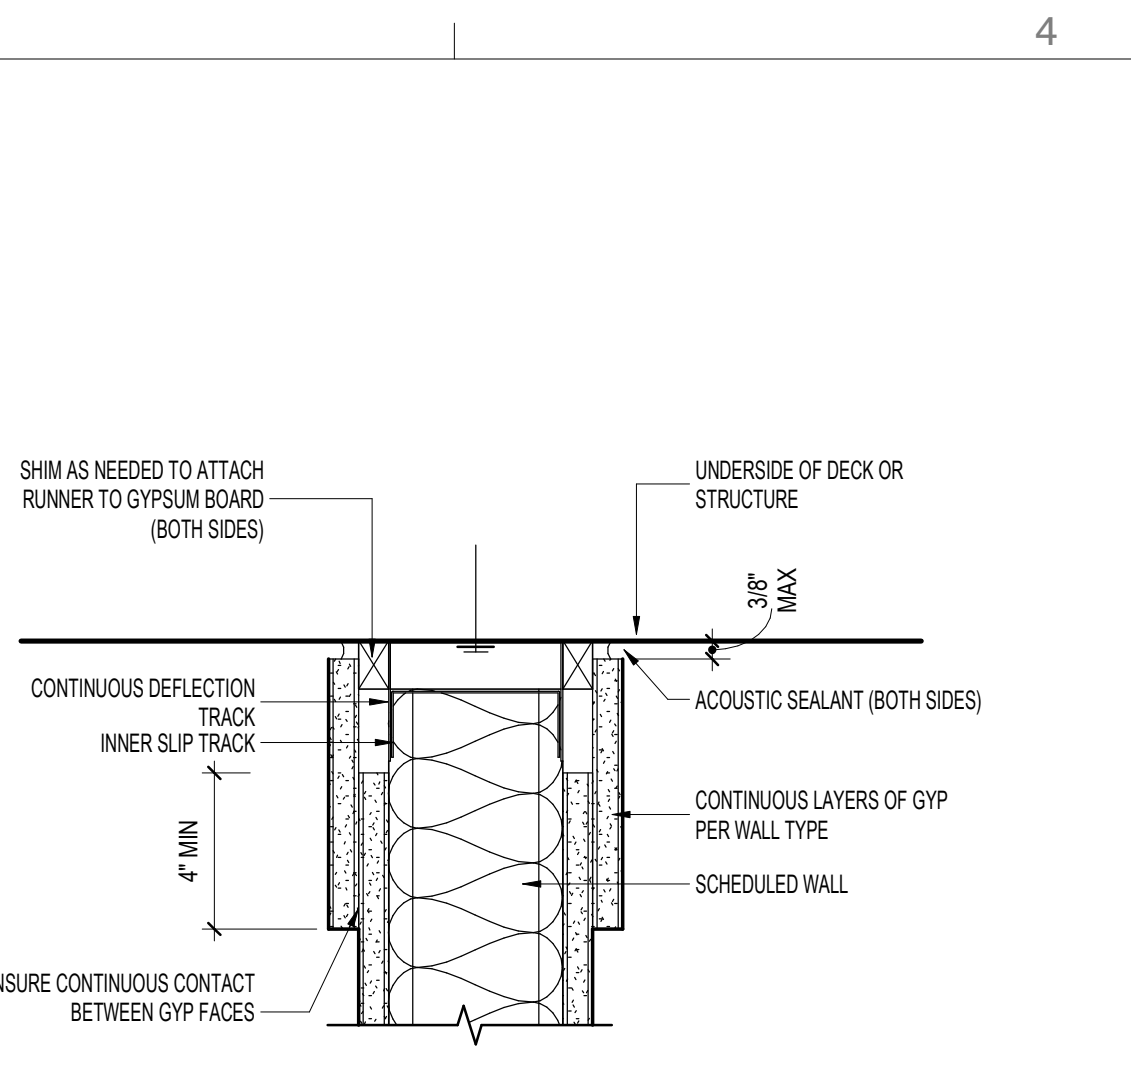 4
SHIM AS NEEDED TO ATTACH
RUNNER TO GYPSUM BOARD
(BOTH SIDES)
UNDERSIDE OF DECK OR
STRUCTURE
3/8"
MAX
CONTINUOUS DEFLECTION
TRACK
INNER SLIP TRACK
ACOUSTIC SEALANT (BOTH SIDES)
4" MIN
CONTINUOUS LAYERS OF GYP
PER WALL TYPE
SCHEDULED WALL
CONTINUOUS CONTACT
BETWEEN GYP FACES